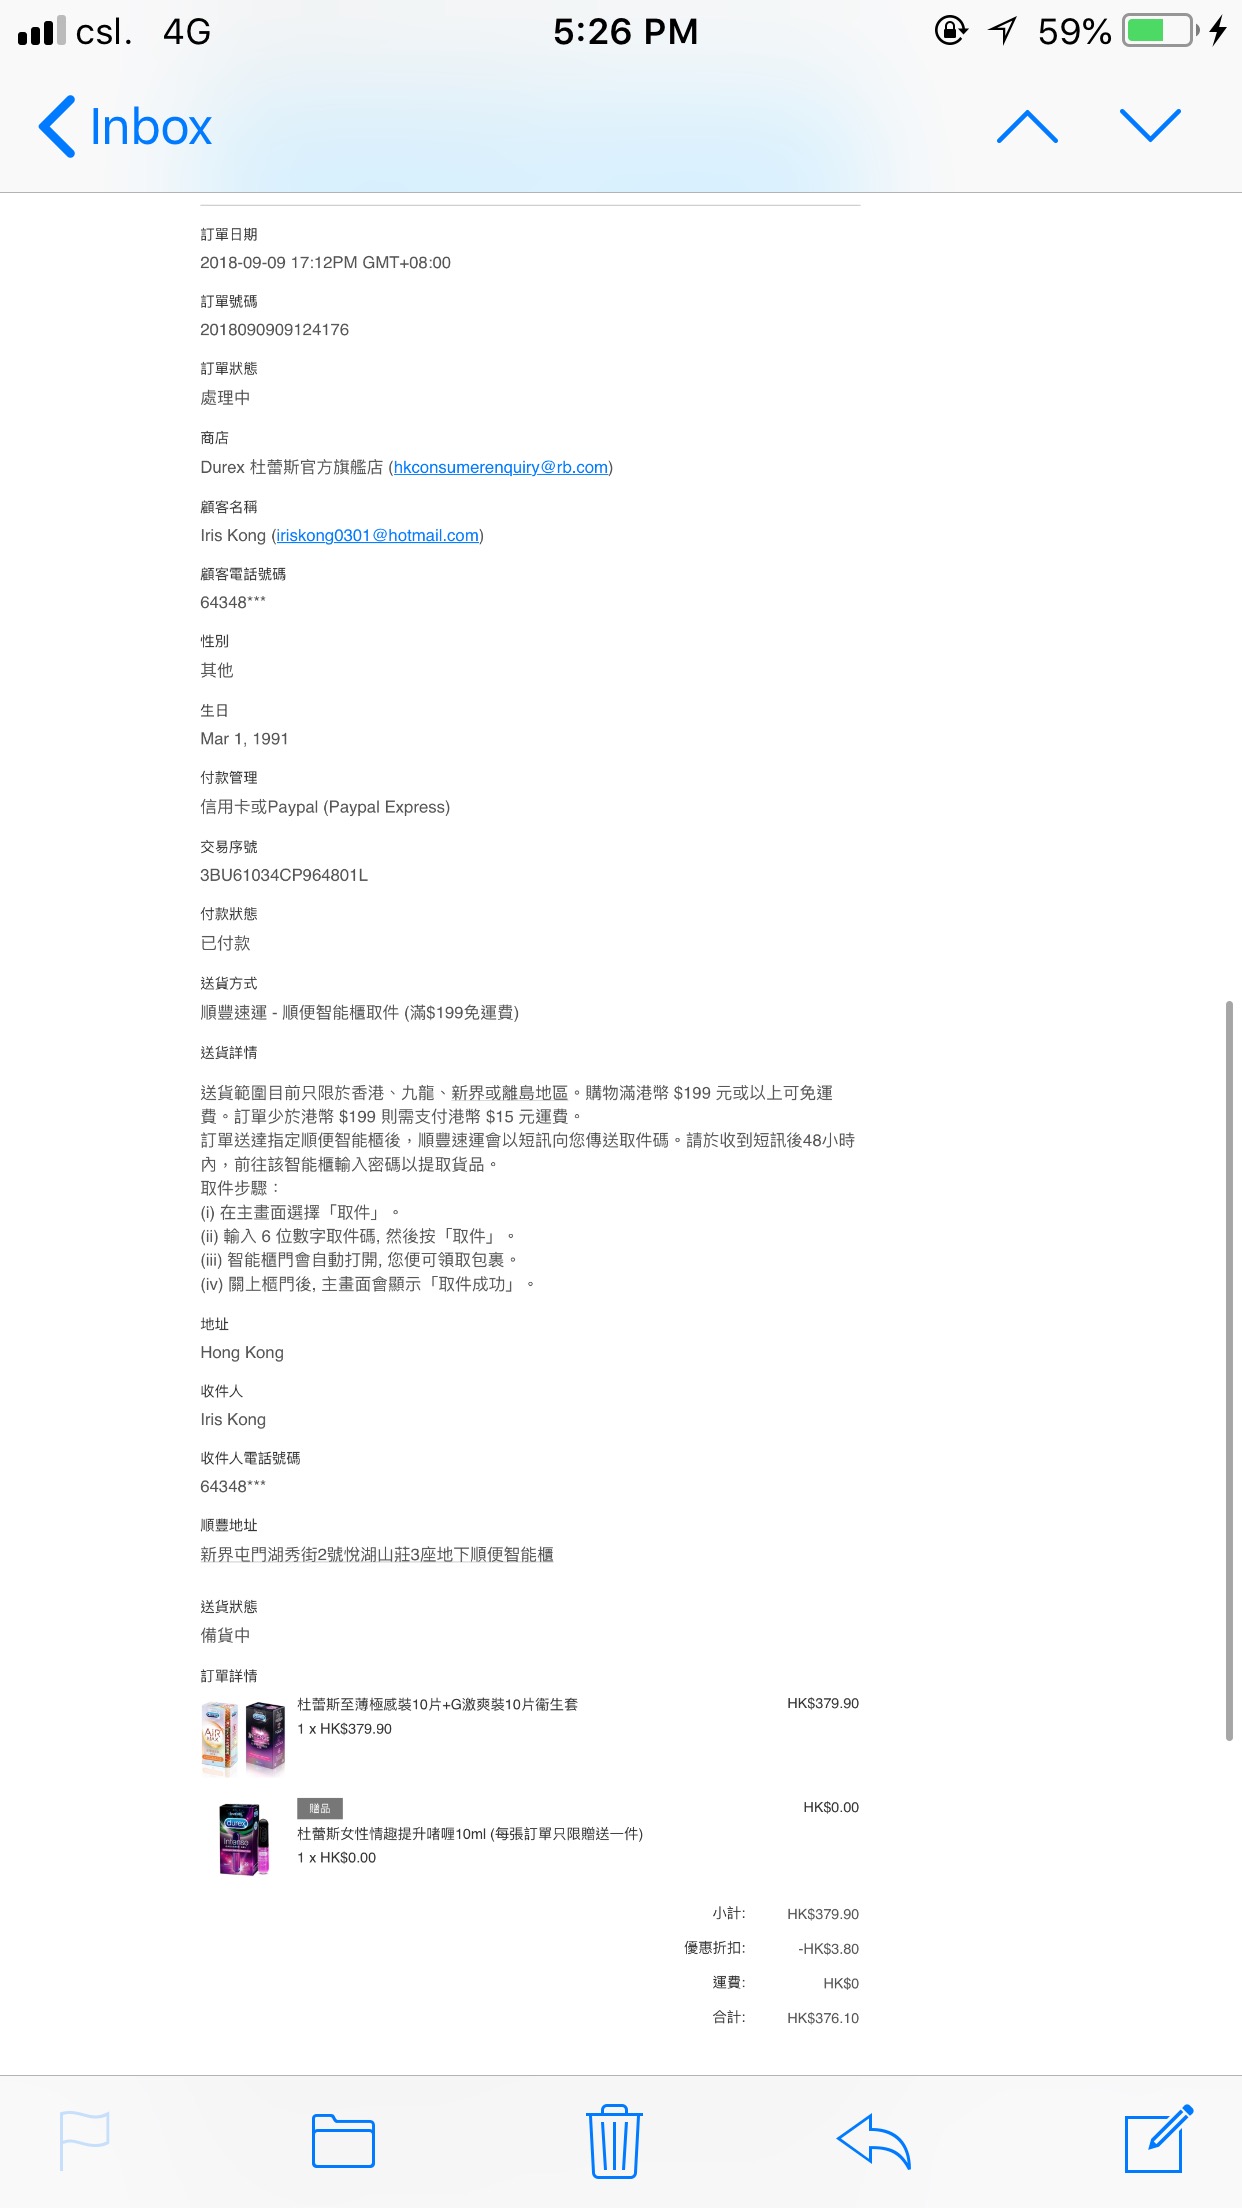 csl. 4G 5:26 PM 59%
Inbox
訂單日期
2018-09-09 17:12PM GMT+08:00
訂單號碼
2018090909124176
訂單狀態
處理中
商店
Durex 杜蕾斯官方旗艦店 (hkconsumerenquiry@rb.com)
顧客名稱
Iris Kong (iriskong0301@hotmail.com)
顧客電話號碼
64348***
性別
其他
生日
Mar 1, 1991
付款管理
信用卡或Paypal (Paypal Express)
交易序號
3BU61034CP964801L
付款狀態
已付款
送貨方式
順豐速運 - 順便智能櫃取件 (滿$199免運費)
送貨詳情
送貨範圍目前只限於香港、九龍、新界或離島地區。購物滿港幣 $199 元或以上可免運
費。訂單少於港幣 $199 則需支付港幣 $15 元運費。
訂單送達指定順便智能櫃後，順豐速運會以短訊向您傳送取件碼。請於收到短訊後48小時
內，前往該智能櫃輸入密碼以提取貨品。
取件步驟：
(i) 在主畫面選擇「取件」。
(ii) 輸入 6 位數字取件碼, 然後按「取件」。
(iii) 智能櫃門會自動打開, 您便可領取包裹。
(iv) 關上櫃門後, 主畫面會顯示「取件成功」。
地址
Hong Kong
收件人
Iris Kong
收件人電話號碼
64348***
順豐地址
新界屯門湖秀街2號悅湖山莊3座地下順便智能櫃
送貨狀態
備貨中
訂單詳情
杜蕾斯至薄極感裝10片+G激爽裝10片衞生套 HK$379.90
1 x HK$379.90
贈品 HK$0.00
杜蕾斯女性情趣提升啫喱10ml (每張訂單只限贈送一件)
1 x HK$0.00
小計: HK$379.90
優惠折扣: -HK$3.80
運費: HK$0
合計: HK$376.10
durex
Intense
AiR